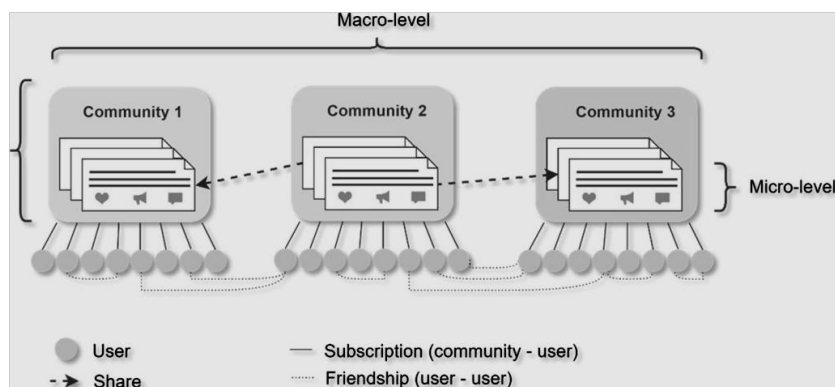 Macro-level
Community 1
Community 2
Community 3
Micro-level
User
Subscription (community - user)
Share
Friendship (user - user)